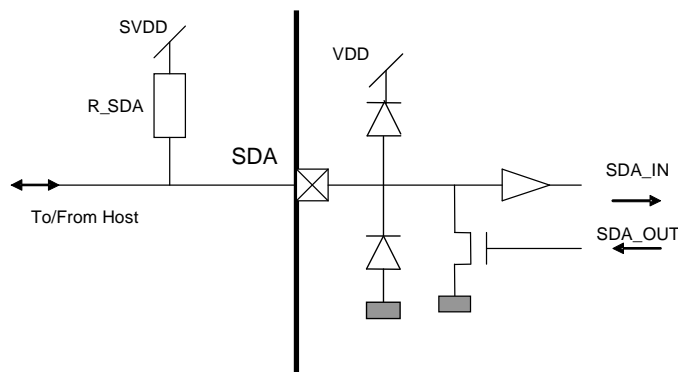 SVDD
VDD
R_SDA
SDA
SDA_IN
To/From Host
SDA_OUT